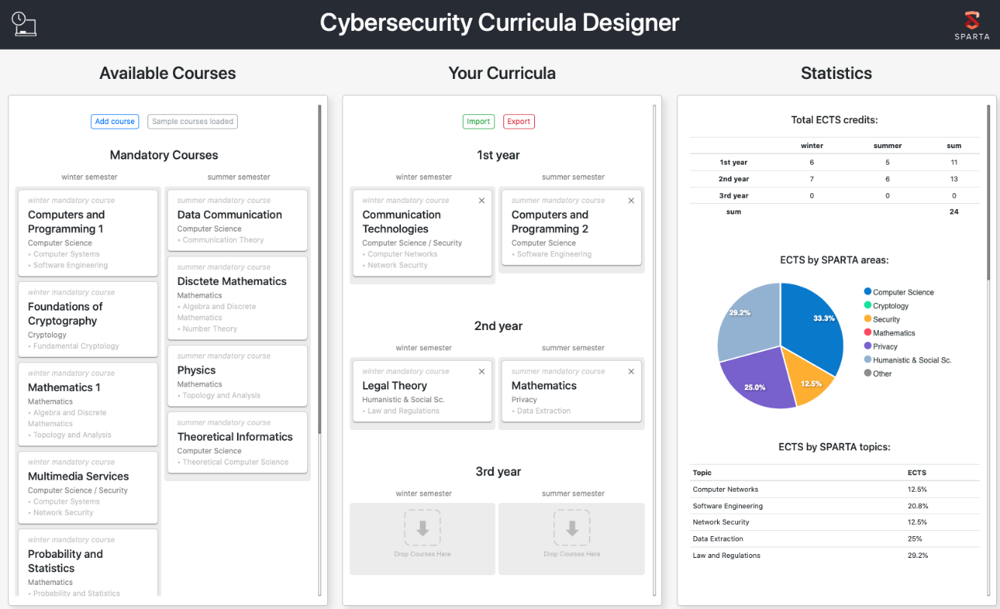 Cybersecurity Curricula Designer
SPARTA
Available Courses
Add course
Sample courses loaded
Mandatory Courses
winter semester
winter mandatory course
Computers and
Programming 1
Computer Science
• Computer Systems
• Software Engineering
winter mandatory course
Foundations of
Cryptography
Cryptology
• Fundamental Cryptology
winter mandatory course
Mathematics 1
Mathematics
• Algebra and Discrete
Mathematics
• Topology and Analysis
winter mandatory course
Multimedia Services
Computer Science / Security
• Computer Systems
• Network Security
winter mandatory course
Probability and
Statistics
Mathematics
• Probability and Statistics
summer semester
summer mandatory course
Data Communication
Computer Science
• Communication Theory
summer mandatory course
Disctete Mathematics
Mathematics
• Algebra and Discrete
Mathematics
• Number Theory
summer mandatory course
Physics
Mathematics
• Topology and Analysis
summer mandatory course
Theoretical Informatics
Computer Science
• Theoretical Computer Science
Your Curricula
Import
Export
1st year
winter semester
winter mandatory course
Communication
Technologies
Computer Science / Security
• Computer Networks
• Network Security
summer semester
summer mandatory course
Computers and
Programming 2
Computer Science
• Software Engineering
2nd year
winter semester
winter mandatory course
Legal Theory
Humanistic & Social Sc.
• Law and Regulations
summer semester
summer mandatory course
Mathematics
Privacy
• Data Extraction
3rd year
winter semester
Drop Courses Here
summer semester
Drop Courses Here
Statistics
Total ECTS credits:
winter summer sum
1st year 6 5 11
2nd year 7 6 13
3rd year 0 0 0
sum 24
ECTS by SPARTA areas:
29.2%
33.3%
25.0%
12.5%
Computer Science
Cryptology
Security
Mathematics
Privacy
Humanistic & Social Sc.
Other
ECTS by SPARTA topics:
Topic ECTS
Computer Networks 12.5%
Software Engineering 20.8%
Network Security 12.5%
Data Extraction 25%
Law and Regulations 29.2%